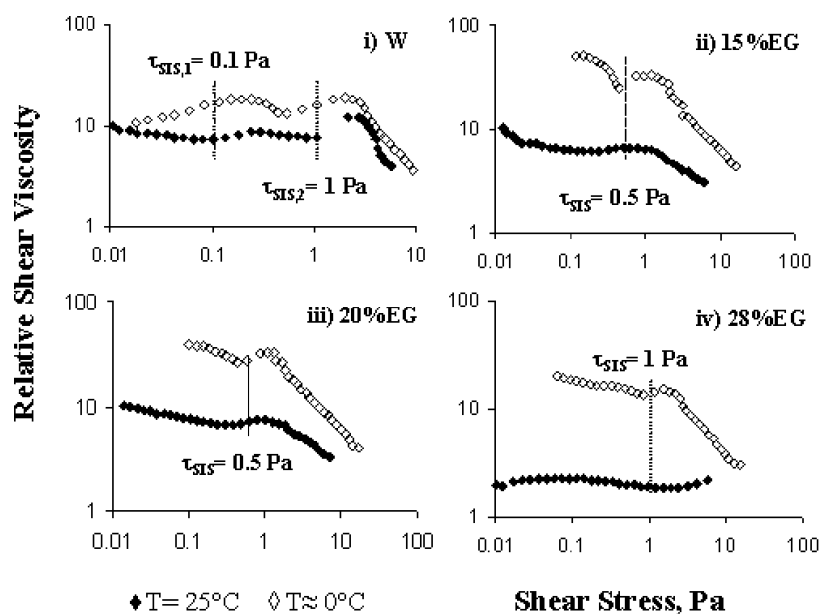 Relative Shear Viscosity
100
10
1
0.01
0.1
1
10
i) W
τSIS,1= 0.1 Pa
τSIS,2= 1 Pa
100
10
1
0.01
0.1
1
10
100
ii) 15%EG
τSIS= 0.5 Pa
100
10
1
0.01
0.1
1
10
100
iii) 20%EG
τSIS= 0.5 Pa
100
10
1
0.01
0.1
1
10
100
iv) 28%EG
τSIS= 1 Pa
T= 25°C
T≈ 0°C
Shear Stress, Pa